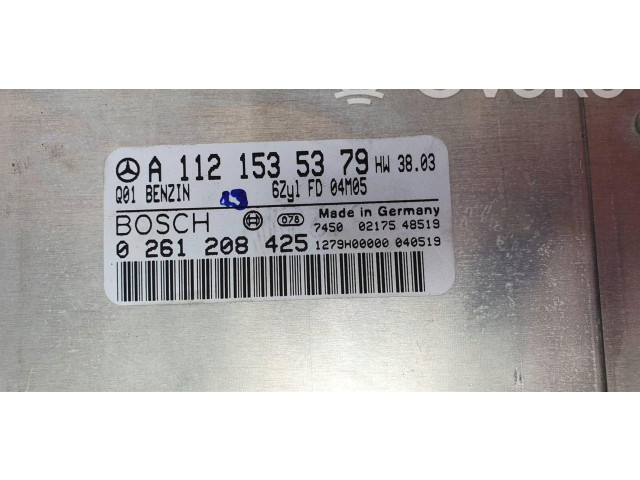 A 112 153 53 79 HW 38.03
Q01 BENZIN 6Zyl FD 04M05
BOSCH 078 Made in Germany
7450 02175 48519
0 261 208 425 1279H00000 040519